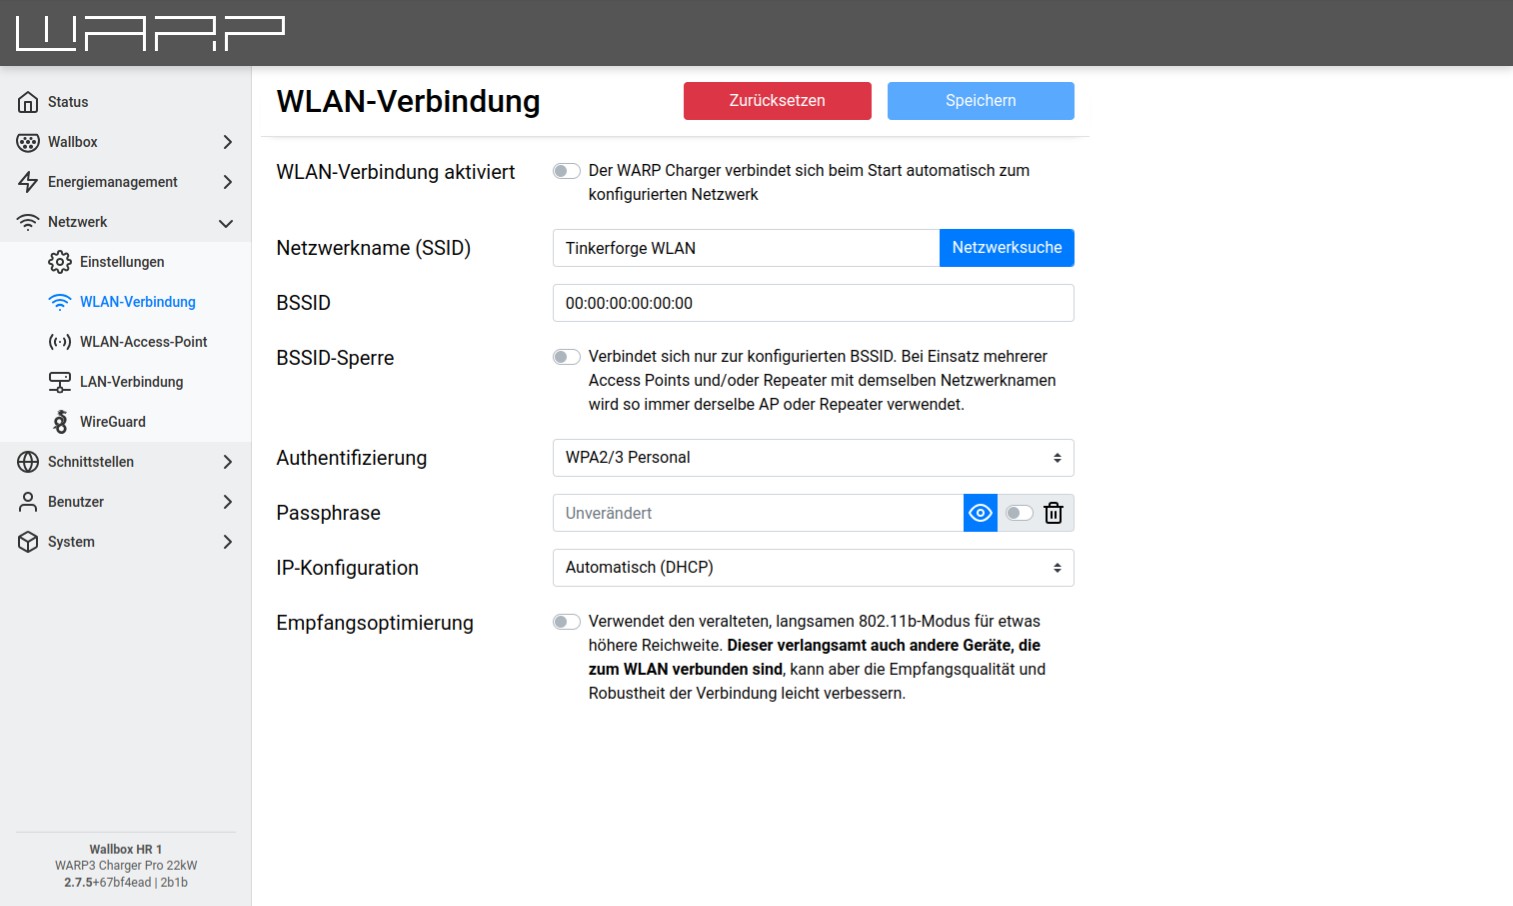 WARP
Status
Wallbox
Energiemanagement
Netzwerk
Einstellungen
WLAN-Verbindung
WLAN-Access-Point
LAN-Verbindung
WireGuard
Schnittstellen
Benutzer
System
Wallbox HR 1
WARP3 Charger Pro 22kW
2.7.5+67bf4ead | 2b1b
WLAN-Verbindung
Zurücksetzen
Speichern
WLAN-Verbindung aktiviert
Der WARP Charger verbindet sich beim Start automatisch zum
konfigurierten Netzwerk
Netzwerkname (SSID)
Tinkerforge WLAN
Netzwerksuche
BSSID
00:00:00:00:00:00
BSSID-Sperre
Verbindet sich nur zur konfigurierten BSSID. Bei Einsatz mehrerer
Access Points und/oder Repeater mit demselben Netzwerknamen
wird so immer derselbe AP oder Repeater verwendet.
Authentifizierung
WPA2/3 Personal
Passphrase
Unverändert
IP-Konfiguration
Automatisch (DHCP)
Empfangsoptimierung
Verwendet den veralteten, langsamen 802.11b-Modus für etwas
höhere Reichweite. Dieser verlangsamt auch andere Geräte, die
zum WLAN verbunden sind, kann aber die Empfangsqualität und
Robustheit der Verbindung leicht verbessern.